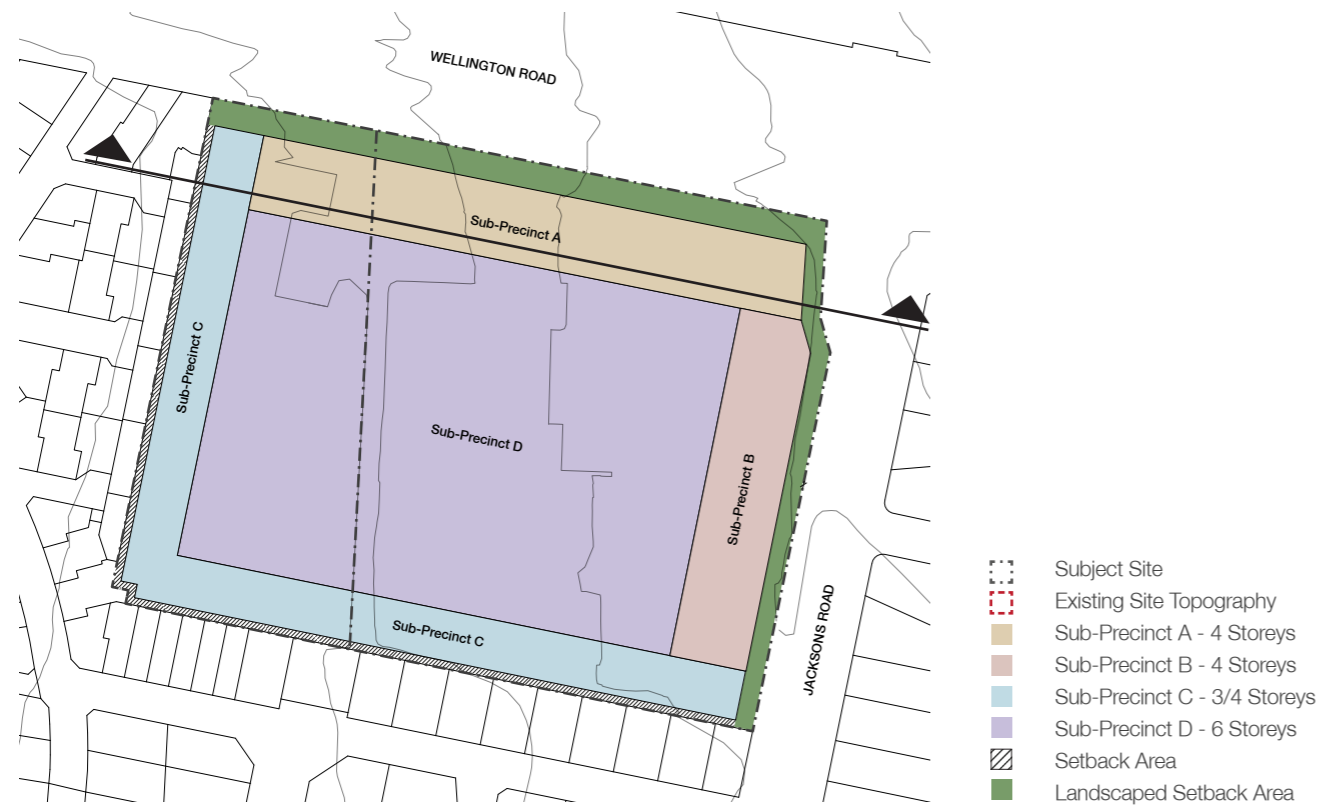 WELLINGTON ROAD
Sub-Precinct A
Sub-Precinct C
Sub-Precinct D
Sub-Precinct B
Sub-Precinct C
JACKSONS ROAD
Subject Site
Existing Site Topography
Sub-Precinct A - 4 Storeys
Sub-Precinct B - 4 Storeys
Sub-Precinct C - 3/4 Storeys
Sub-Precinct D - 6 Storeys
Setback Area
Landscaped Setback Area